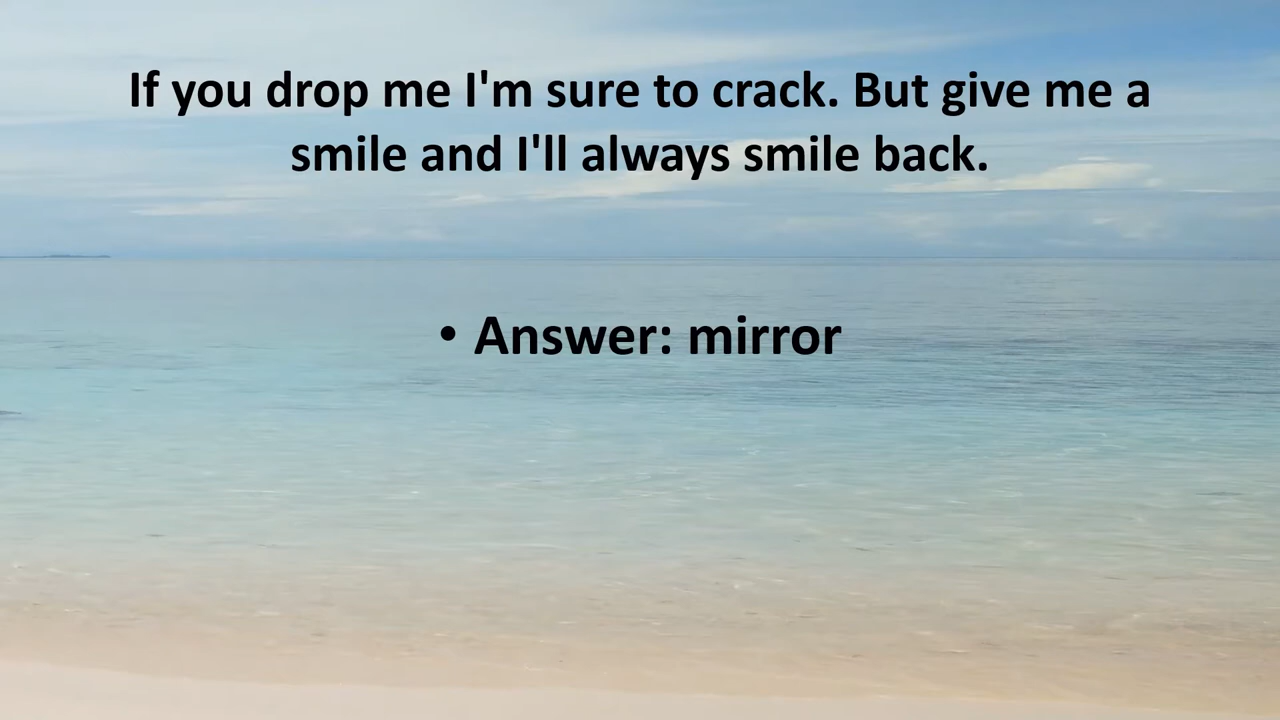 If you drop me I'm sure to crack. But give me a
smile and I'll always smile back.
• Answer: mirror